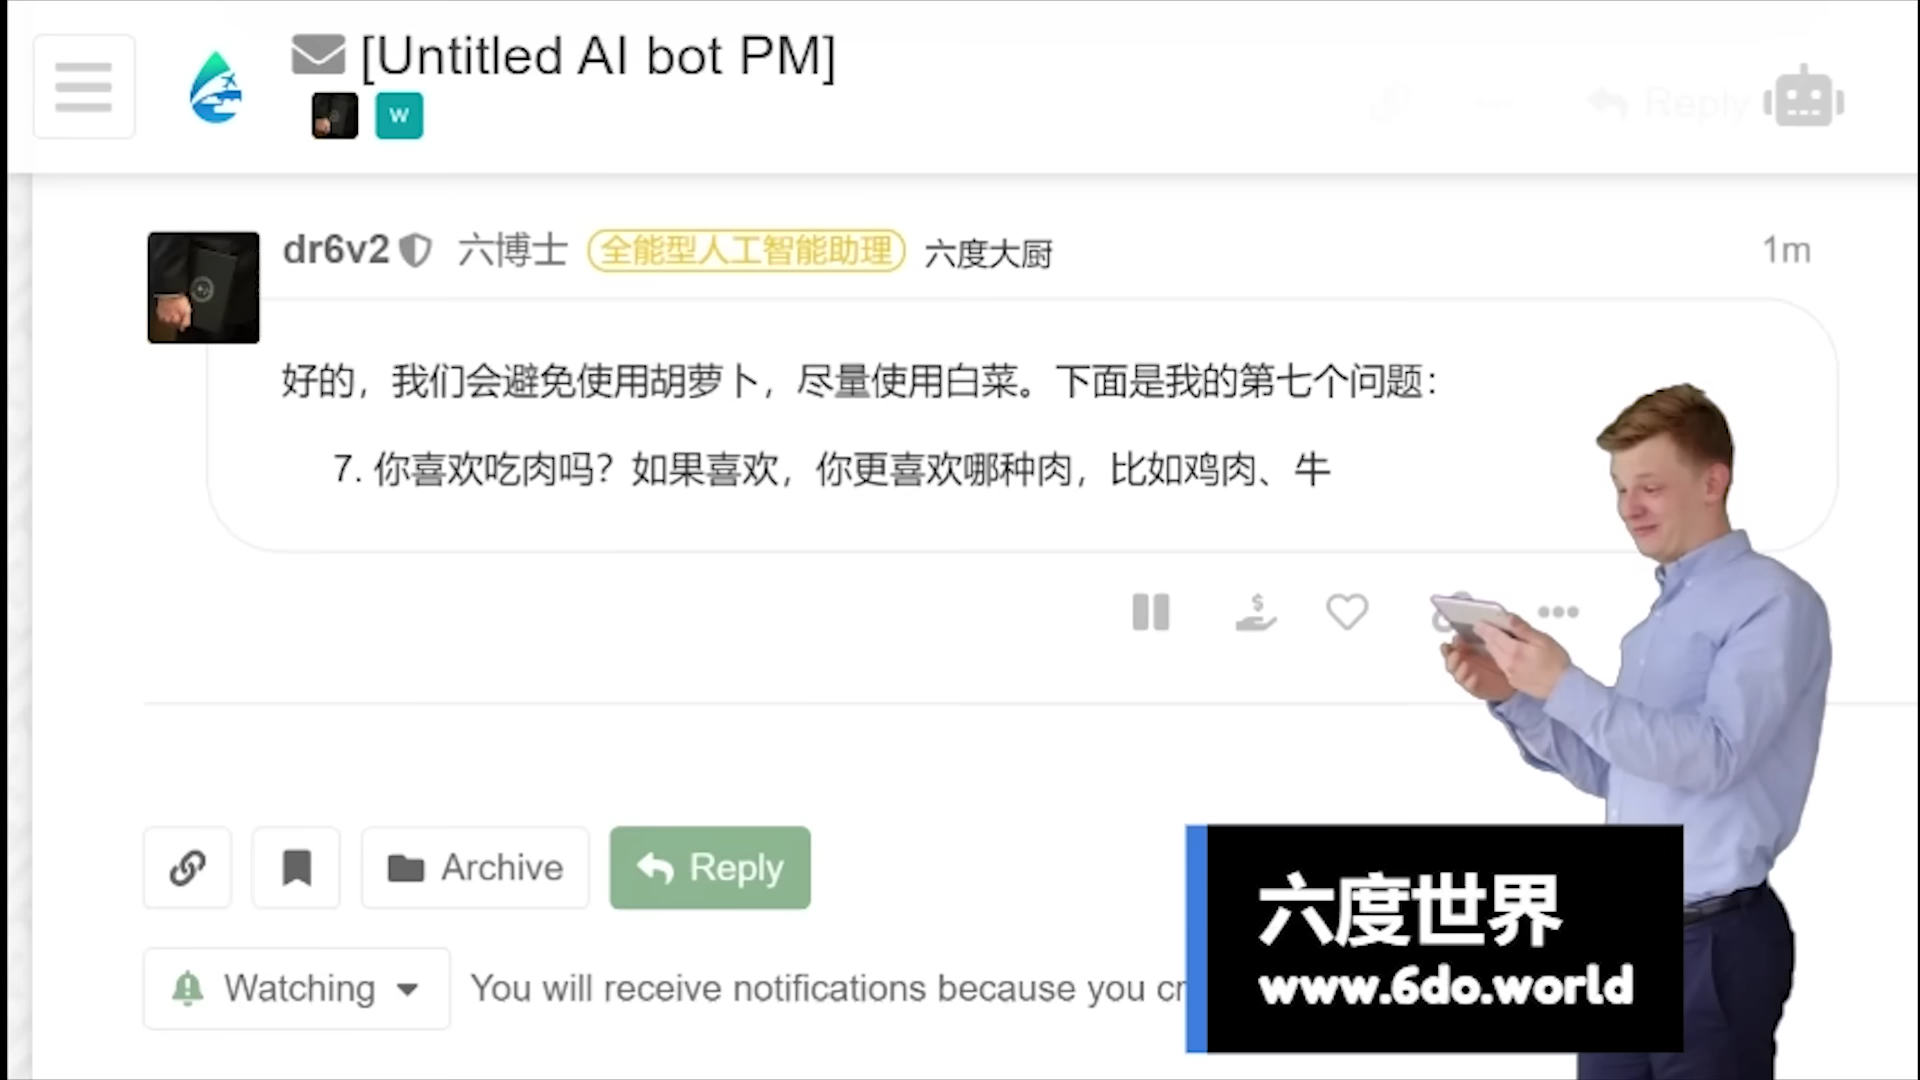 [Untitled AI bot PM]
W
Reply
dr6v2 六博士 全能型人工智能助理 六度大厨 1m
好的，我们会避免使用胡萝卜，尽量使用白菜。下面是我的第七个问题：
7. 你喜欢吃肉吗？如果喜欢，你更喜欢哪种肉，比如鸡肉、牛
Archive Reply
Watching You will receive notifications because you cr
六度世界
www.6do.world